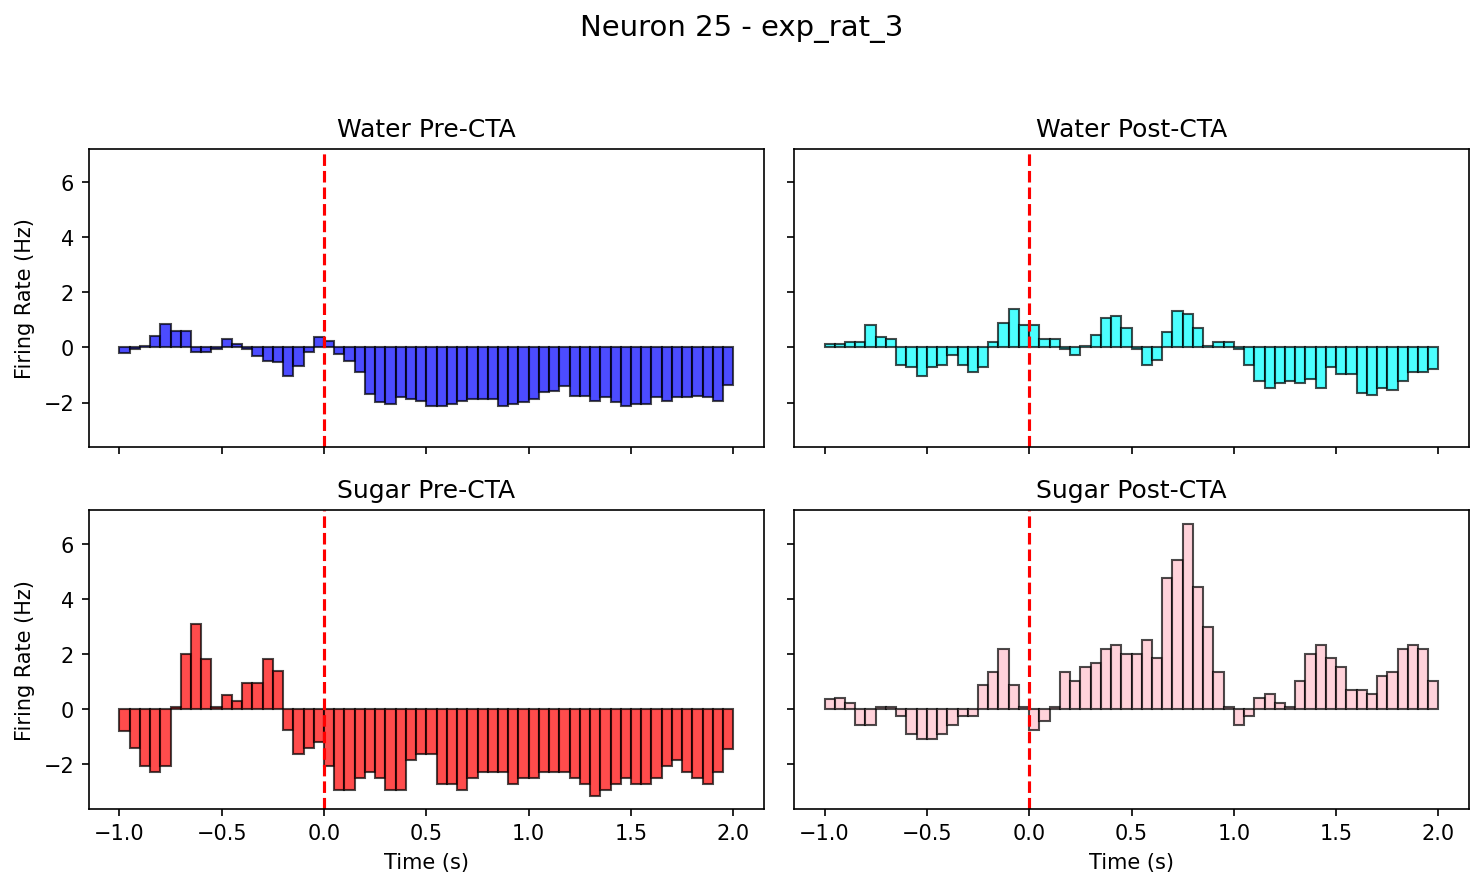 Neuron 25 - exp_rat_3
Water Pre-CTA
Water Post-CTA
Firing Rate (Hz)
6
4
2
0
−2
Sugar Pre-CTA
Sugar Post-CTA
Firing Rate (Hz)
6
4
2
0
−2
−1.0 −0.5 0.0 0.5 1.0 1.5 2.0
−1.0 −0.5 0.0 0.5 1.0 1.5 2.0
Time (s)
Time (s)